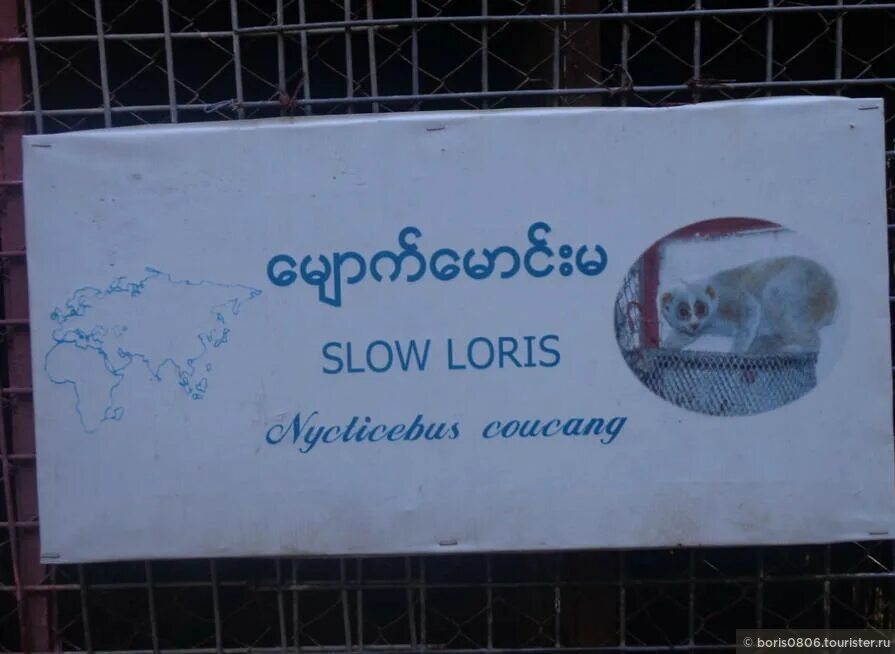 မျောက်မောင်းမ
SLOW LORIS
Nycticebus coucang
© boris0806.tourister.ru